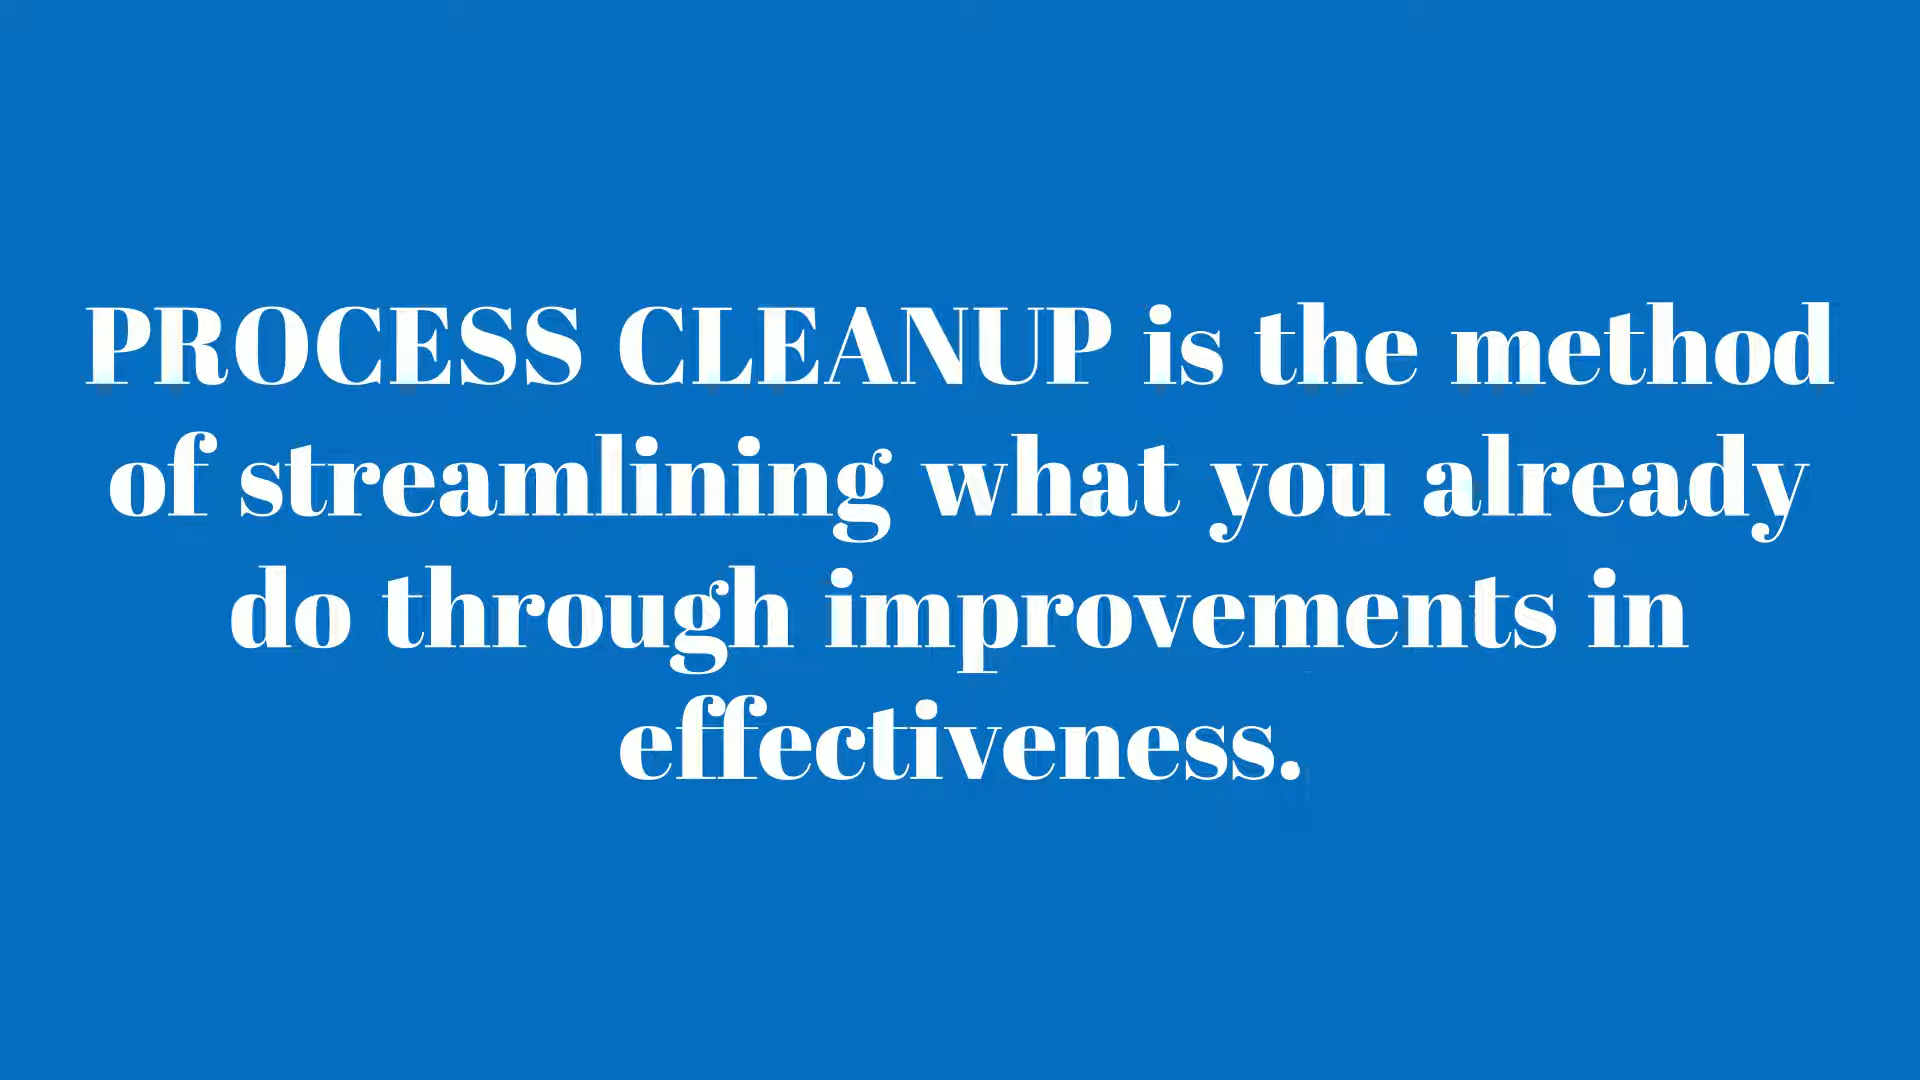 PROCESS CLEANUP is the method
of streamlining what you already
do through improvements in
effectiveness.